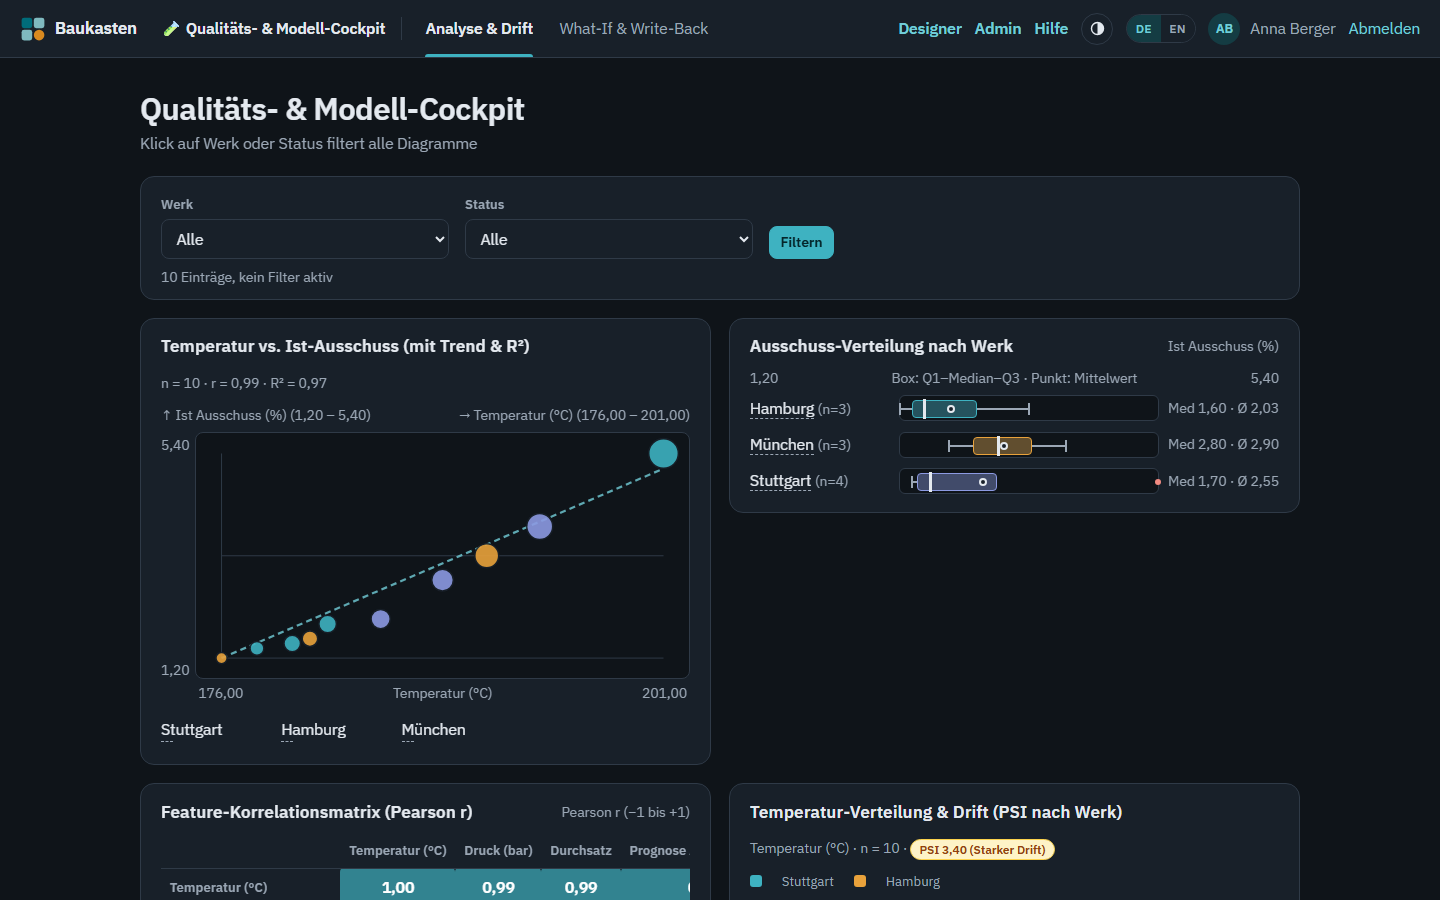 Baukasten
Qualitäts- & Modell-Cockpit
Analyse & Drift
What-If & Write-Back
Designer
Admin
Hilfe
DE
EN
AB
Anna Berger
Abmelden
Qualitäts- & Modell-Cockpit
Klick auf Werk oder Status filtert alle Diagramme
Werk
Status
Alle
Alle
Filtern
10 Einträge, kein Filter aktiv
Temperatur vs. Ist-Ausschuss (mit Trend & R²)
n = 10 · r = 0,99 · R² = 0,97
↑ Ist Ausschuss (%) (1,20 – 5,40)
→ Temperatur (°C) (176,00 – 201,00)
5,40
1,20
176,00
Temperatur (°C)
201,00
Stuttgart
Hamburg
München
Ausschuss-Verteilung nach Werk
Ist Ausschuss (%)
1,20
Box: Q1–Median–Q3 · Punkt: Mittelwert
5,40
Hamburg (n=3)
Med 1,60 · Ø 2,03
München (n=3)
Med 2,80 · Ø 2,90
Stuttgart (n=4)
Med 1,70 · Ø 2,55
Feature-Korrelationsmatrix (Pearson r)
Pearson r (−1 bis +1)
Temperatur (°C)
Druck (bar)
Durchsatz
Prognose
Temperatur (°C)
1,00
0,99
0,99
Temperatur-Verteilung & Drift (PSI nach Werk)
Temperatur (°C) · n = 10 ·
PSI 3,40 (Starker Drift)
Stuttgart
Hamburg